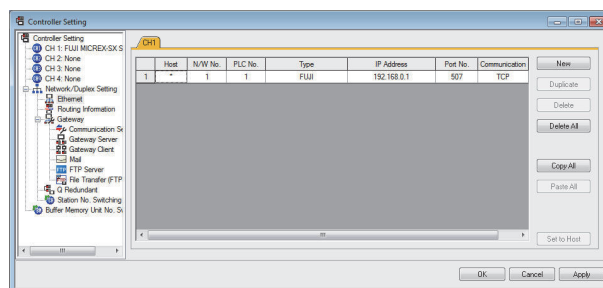 Controller Setting
Controller Setting
CH 1: FUJI MICREX-SX S
CH 2: None
CH 3: None
CH 4: None
Network/Duplex Setting
Ethernet
Routing Information
Gateway
Communication Se
Gateway Server
Gateway Client
Mail
FTP Server
File Transfer (FTP
Q Redundant
Station No. Switching
Buffer Memory Unit No. S
CH1
Host N/W No. PLC No. Type IP Address Port No. Communication
1 * 1 1 FUJI 192.168.0.1 507 TCP
New
Duplicate
Delete
Delete All
Copy All
Paste All
Set to Host
OK Cancel Apply